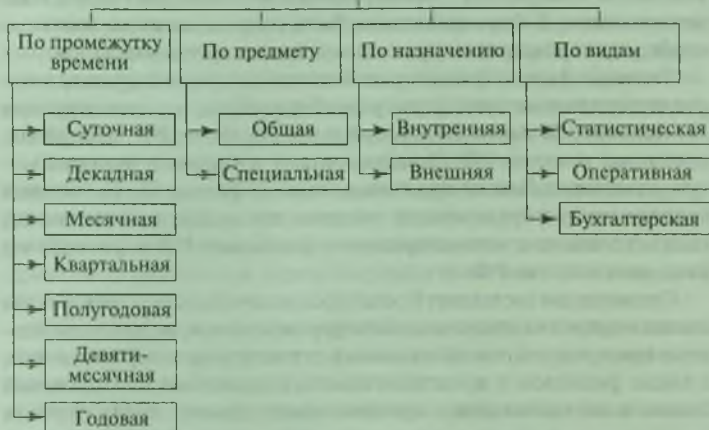 По промежутку
времени
По предмету
По назначению
По видам
Суточная
Декадная
Месячная
Квартальная
Полугодовая
Девяти-
месячная
Годовая
Общая
Специальная
Внутренняя
Внешняя
Статистическая
Оперативная
Бухгалтерская